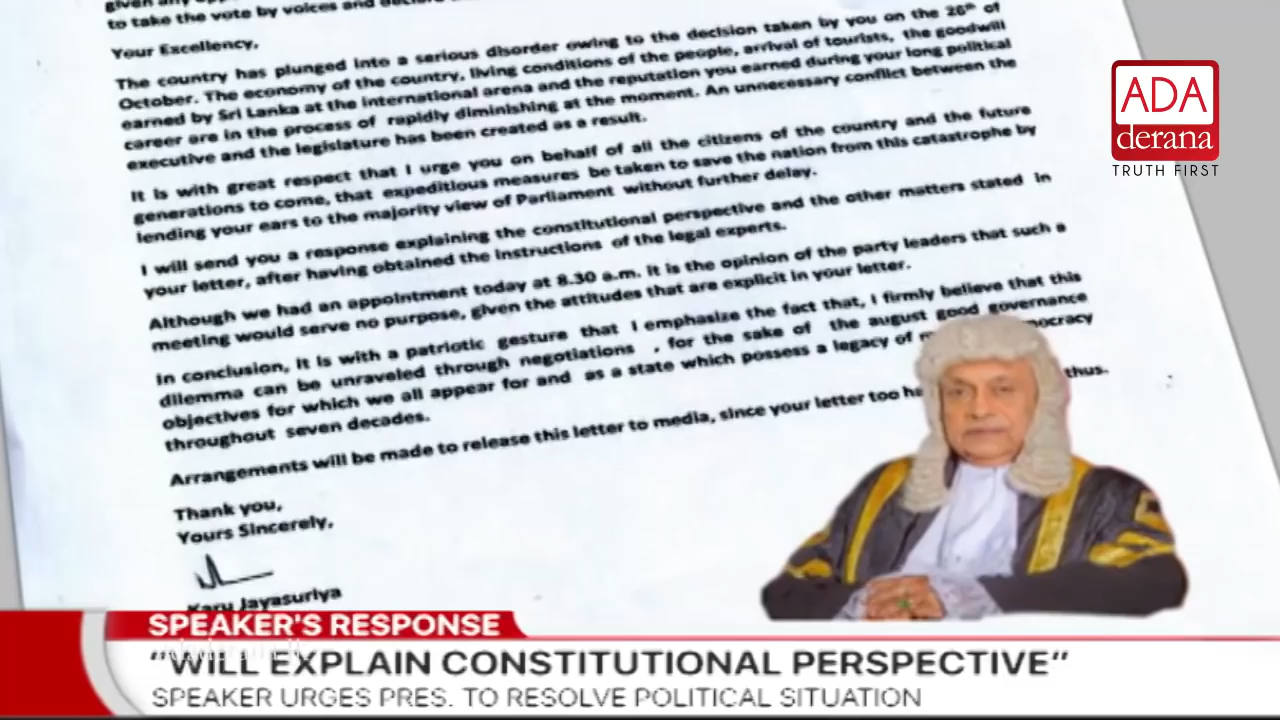 to take the vote by voices and
Your Excellency,
The country has plunged into a serious disorder owing to the decision taken by you on the 26th of
October. The economy of the country, living conditions of the people, arrival of tourists, the goodwill
earned by Sri Lanka at the international arena and the reputation you earned during your long political
career are in the process of rapidly diminishing at the moment. An unnecessary conflict between the
executive and the legislature has been created as a result.
It is with great respect that I urge you on behalf of all the citizens of the country and the future
generations to come, that expeditious measures be taken to save the nation from this catastrophe by
lending your ears to the majority view of Parliament without further delay.
I will send you a response explaining the constitutional perspective and the other matters stated in
your letter, after having obtained the instructions of the legal experts.
Although we had an appointment today at 8.30 a.m. it is the opinion of the party leaders that such a
meeting would serve no purpose, given the attitudes that are explicit in your letter.
In conclusion, it is with a patriotic gesture that I emphasize the fact that, I firmly believe that this
dilemma can be unraveled through negotiations , for the sake of the august good governance
objectives for which we all appear for and as a state which possess a legacy of
throughout seven decades.
Arrangements will be made to release this letter to media, since your letter too thus.
Thank you,
Yours Sincerely,
Karu Jayasuriya
ADA
derana
TRUTH FIRST
SPEAKER'S RESPONSE
"WILL EXPLAIN CONSTITUTIONAL PERSPECTIVE"
SPEAKER URGES PRES. TO RESOLVE POLITICAL SITUATION